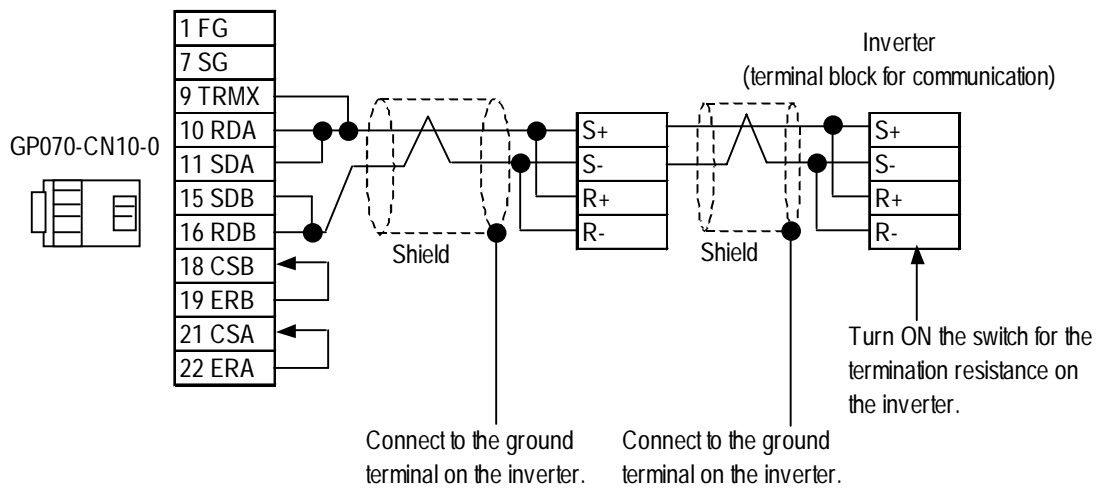 1 FG
7 SG
9 TRMX
10 RDA
11 SDA
15 SDB
16 RDB
18 CSB
19 ERB
21 CSA
22 ERA
GP070-CN10-0
Shield
S+
S-
R+
R-
Shield
Inverter
(terminal block for communication)
S+
S-
R+
R-
Turn ON the switch for the
termination resistance on
the inverter.
Connect to the ground
terminal on the inverter.
Connect to the ground
terminal on the inverter.